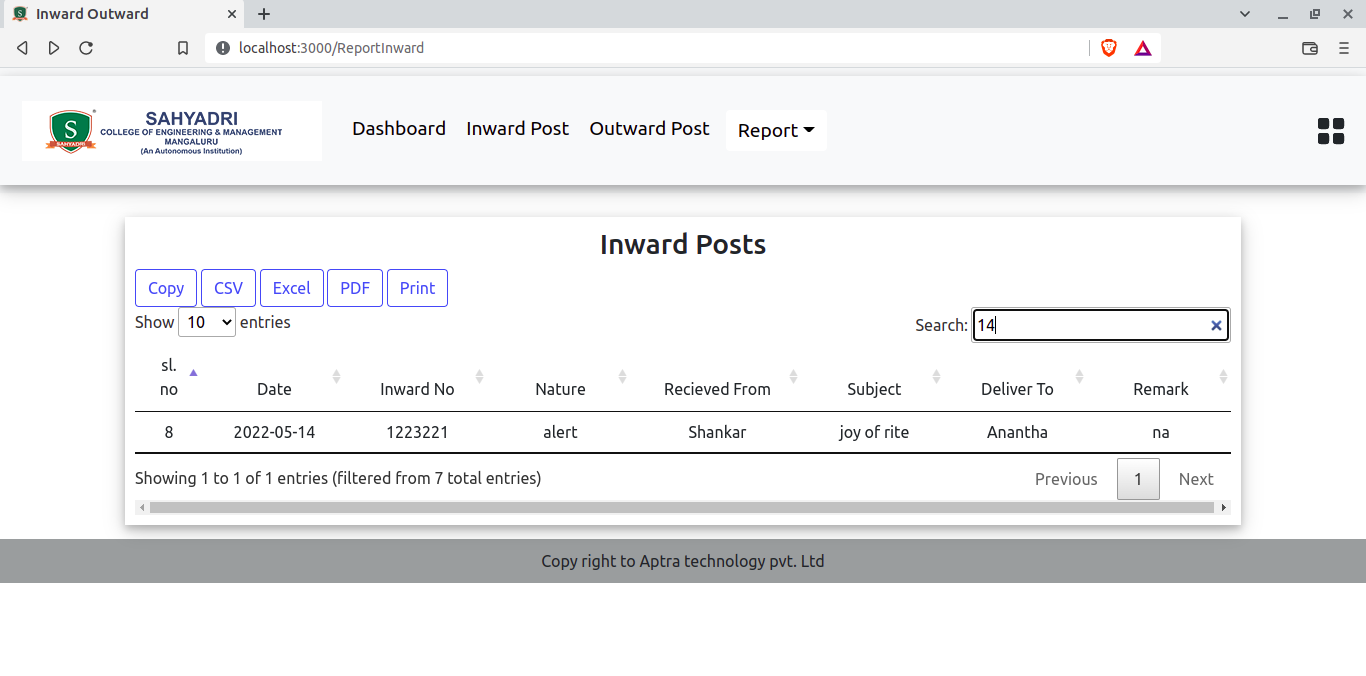 Inward Outward
localhost:3000/ReportInward
S
SAHYADRI
SAHYADRI
COLLEGE OF ENGINEERING & MANAGEMENT
MANGALURU
(An Autonomous Institution)
Dashboard Inward Post Outward Post Report
Inward Posts
Copy CSV Excel PDF Print
Show 10 entries
Search: 14
sl. no Date Inward No Nature Recieved From Subject Deliver To Remark
8 2022-05-14 1223221 alert Shankar joy of rite Anantha na
Showing 1 to 1 of 1 entries (filtered from 7 total entries)
Previous 1 Next
Copy right to Aptra technology pvt. Ltd